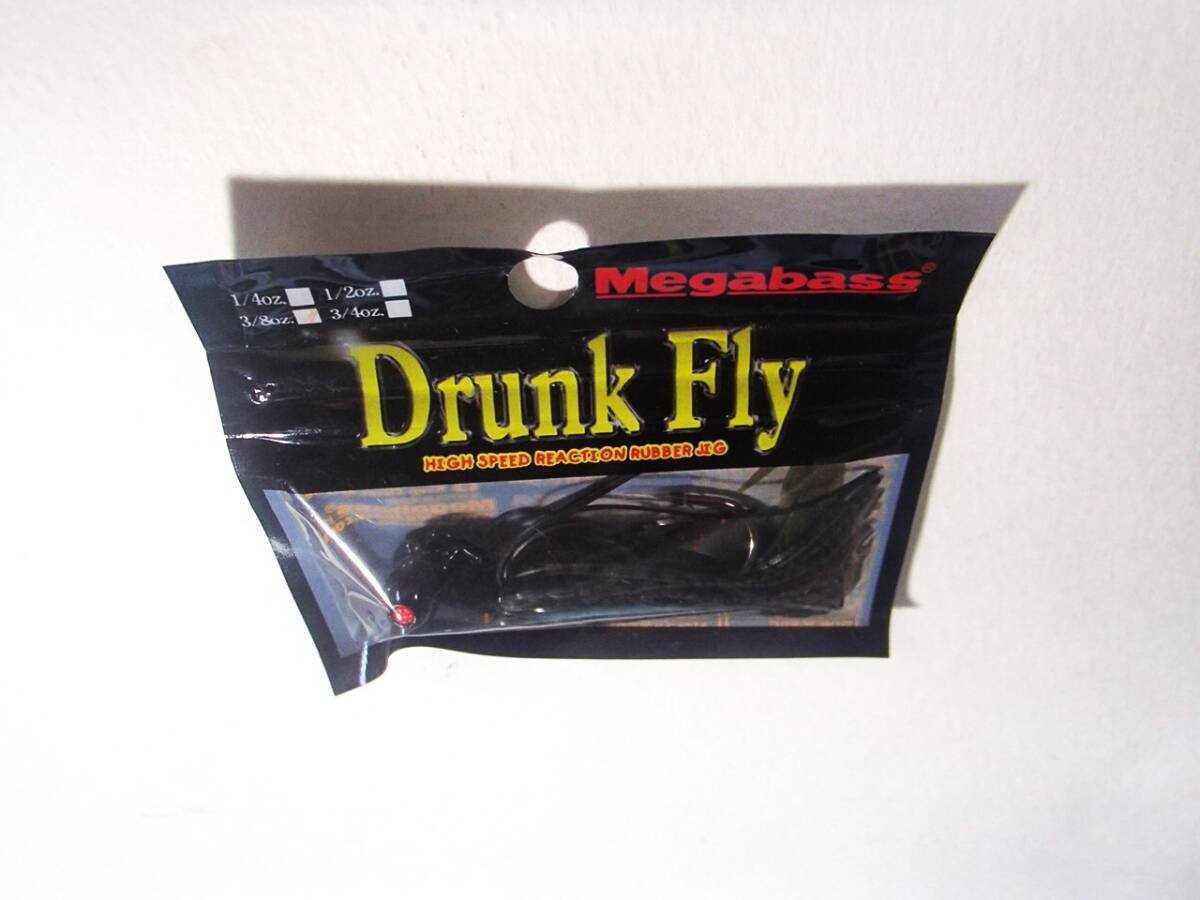 Megabass®
1/4oz. 1/2oz.
3/8oz. 3/4oz.
Drunk Fly
HIGH SPEED REACTION RUBBER JIG